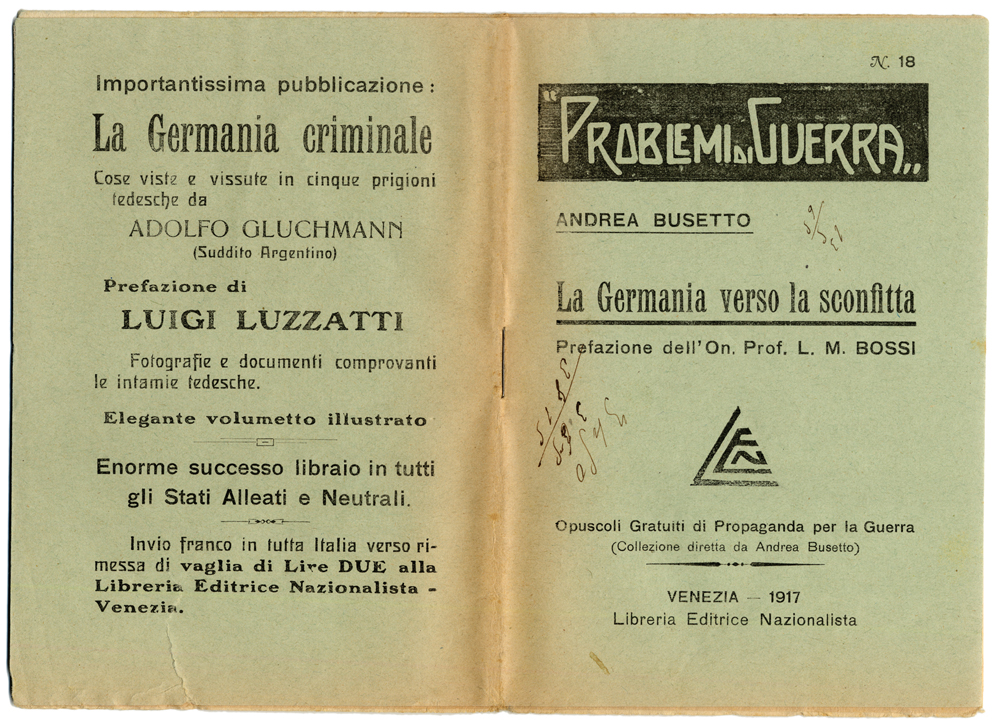 Importantissima pubblicazione :
La Germania criminale
Cose viste e vissute in cinque prigioni
tedesche da
ADOLFO GLUCHMANN
(Suddito Argentino)
Prefazione di
LUIGI LUZZATTI
Fotografie e documenti comprovanti
le intamie tedesche.
Elegante volumetto illustrato
Enorme successo libraio in tutti
gli Stati Alleati e Neutrali.
Invio franco in tutta Italia verso ri-
messa di vaglia di Lire DUE alla
Libreria Editrice Nazionalista -
Venezia.
N. 18
"PROBLEMI DI GUERRA„
ANDREA BUSETTO
La Germania verso la sconfitta
Prefazione dell'On. Prof. L. M. BOSSI
LEN
Opuscoli Gratuiti di Propaganda per la Guerra
(Collezione diretta da Andrea Busetto)
VENEZIA — 1917
Libreria Editrice Nazionalista